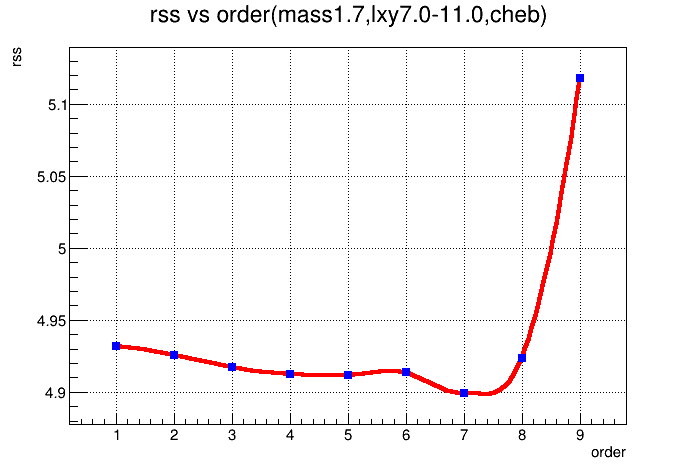 rss vs order(mass1.7,lxy7.0-11.0,cheb)
rss
5.1
5.05
5
4.95
4.9
1 2 3 4 5 6 7 8 9
order